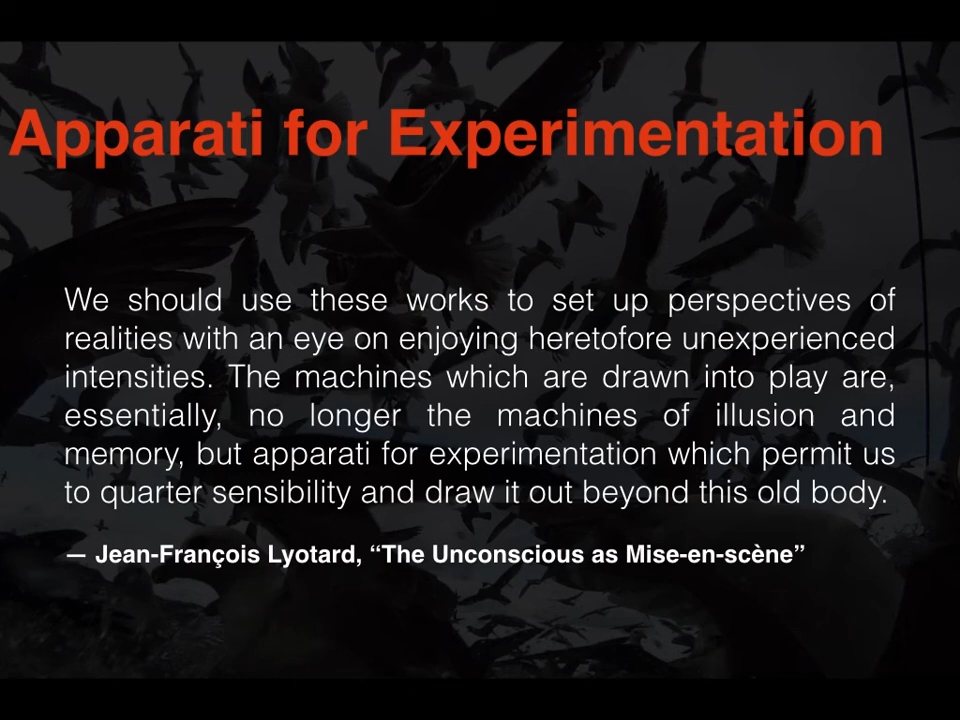 Apparati for Experimentation
We should use these works to set up perspectives of
realities with an eye on enjoying heretofore unexperienced
intensities. The machines which are drawn into play are,
essentially, no longer the machines of illusion and
memory, but apparati for experimentation which permit us
to quarter sensibility and draw it out beyond this old body.
— Jean-François Lyotard, “The Unconscious as Mise-en-scène”